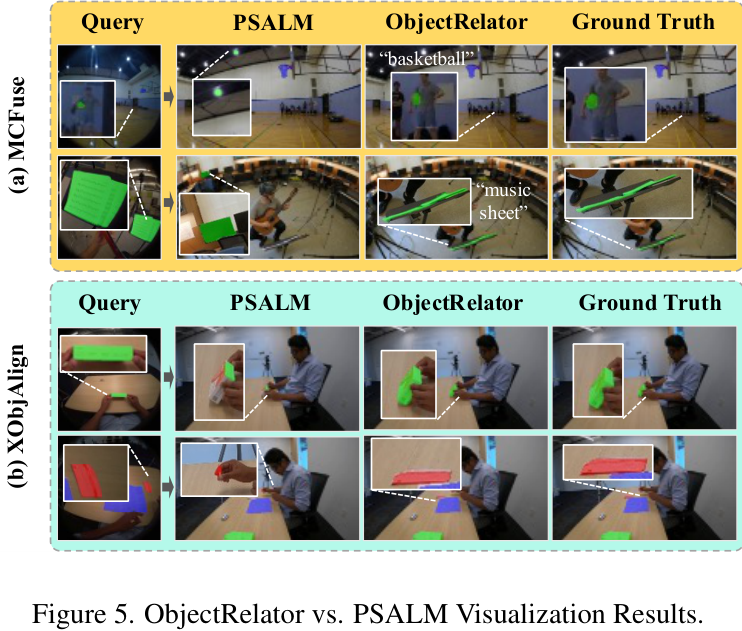 Query PSALM ObjectRelator Ground Truth
(a) MCFuse
"basketball"
"music
sheet"
Query PSALM ObjectRelator Ground Truth
(b) XObjAlign
Figure 5. ObjectRelator vs. PSALM Visualization Results.